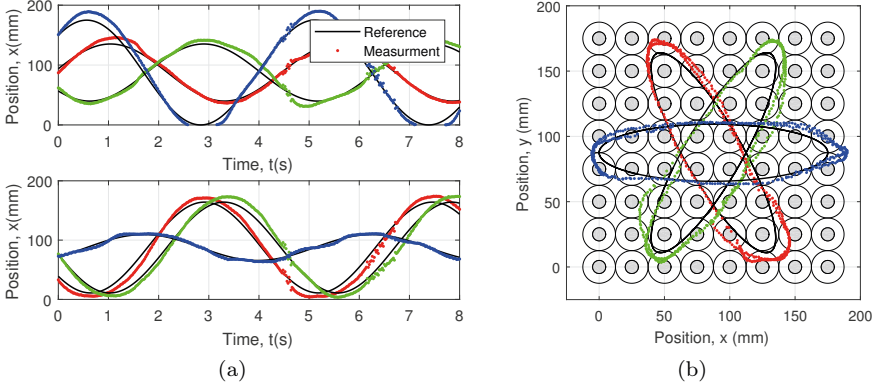 Position, x(mm)
200
100
0
0 1 2 3 4 5 6 7 8
Time, t(s)
Reference
Measurment
Position, x(mm)
200
100
0
0 1 2 3 4 5 6 7 8
Time, t(s)
(a)
Position, y (mm)
200
150
100
50
0
0 50 100 150 200
Position, x (mm)
(b)